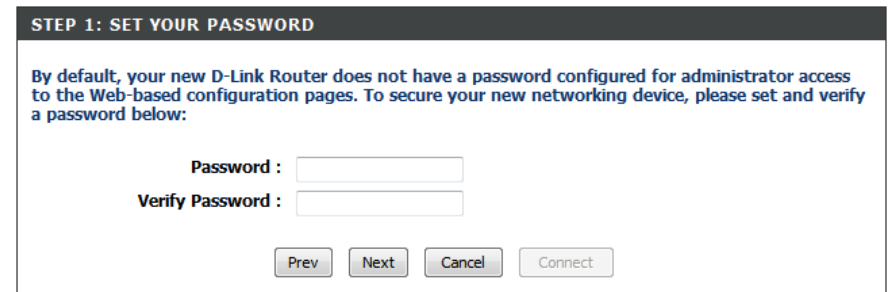 STEP 1: SET YOUR PASSWORD
By default, your new D-Link Router does not have a password configured for administrator access
to the Web-based configuration pages. To secure your new networking device, please set and verify
a password below:
Password :
Verify Password :
Prev Next Cancel Connect